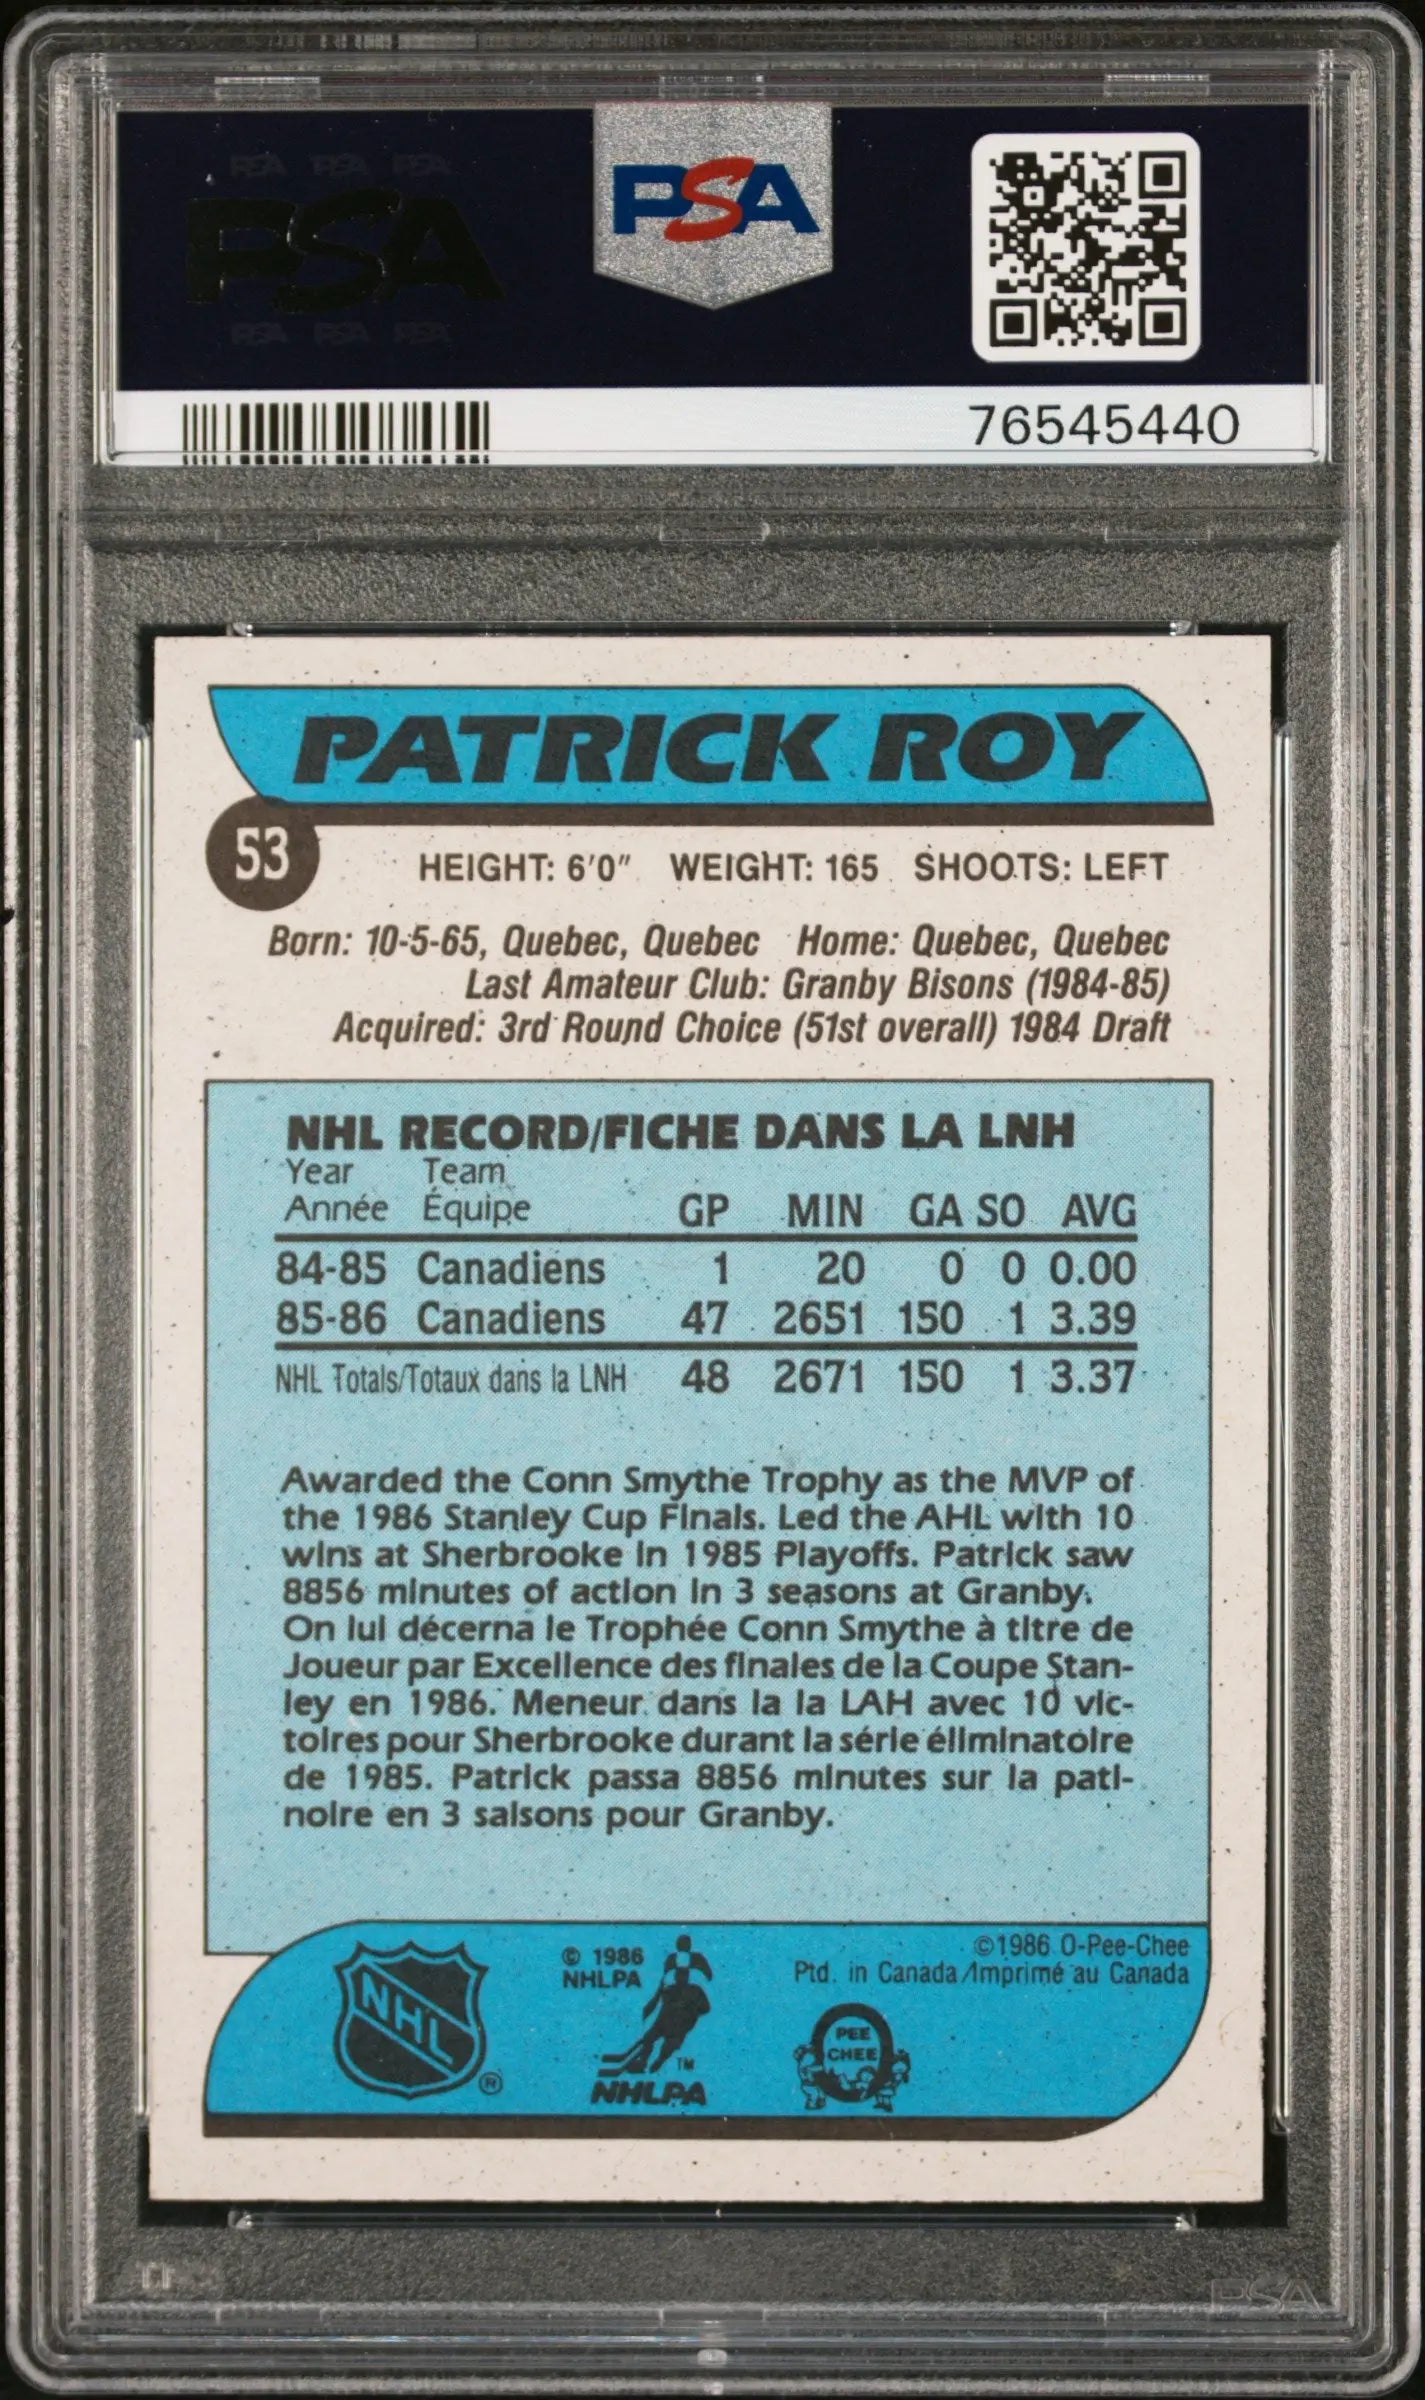 PSA PSA PSA
PSA
PSA PSA PSA
PSA
76545440
PATRICK ROY
53
HEIGHT: 6'0" WEIGHT: 165 SHOOTS: LEFT
Born: 10-5-65, Quebec, Quebec Home: Quebec, Quebec
Last Amateur Club: Granby Bisons (1984-85)
Acquired: 3rd Round Choice (51st overall) 1984 Draft
NHL RECORD/FICHE DANS LA LNH
Year Team
Année Équipe GP MIN GA SO AVG
84-85 Canadiens 1 20 0 0 0.00
85-86 Canadiens 47 2651 150 1 3.39
NHL Totals/Totaux dans la LNH 48 2671 150 1 3.37
Awarded the Conn Smythe Trophy as the MVP of
the 1986 Stanley Cup Finals. Led the AHL with 10
wins at Sherbrooke in 1985 Playoffs. Patrick saw
8856 minutes of action in 3 seasons at Granby.
On lui décerna le Trophée Conn Smythe à titre de
Joueur par Excellence des finales de la Coupe Stan-
ley en 1986. Meneur dans la la LAH avec 10 vic-
toires pour Sherbrooke durant la série éliminatoire
de 1985. Patrick passa 8856 minutes sur la pati-
noire en 3 saisons pour Granby.
NHL ®
© 1986
NHLPA
TM
NHLPA
©1986 O-Pee-Chee
Ptd. in Canada/Imprimé au Canada
PEE
CHEE
PSA